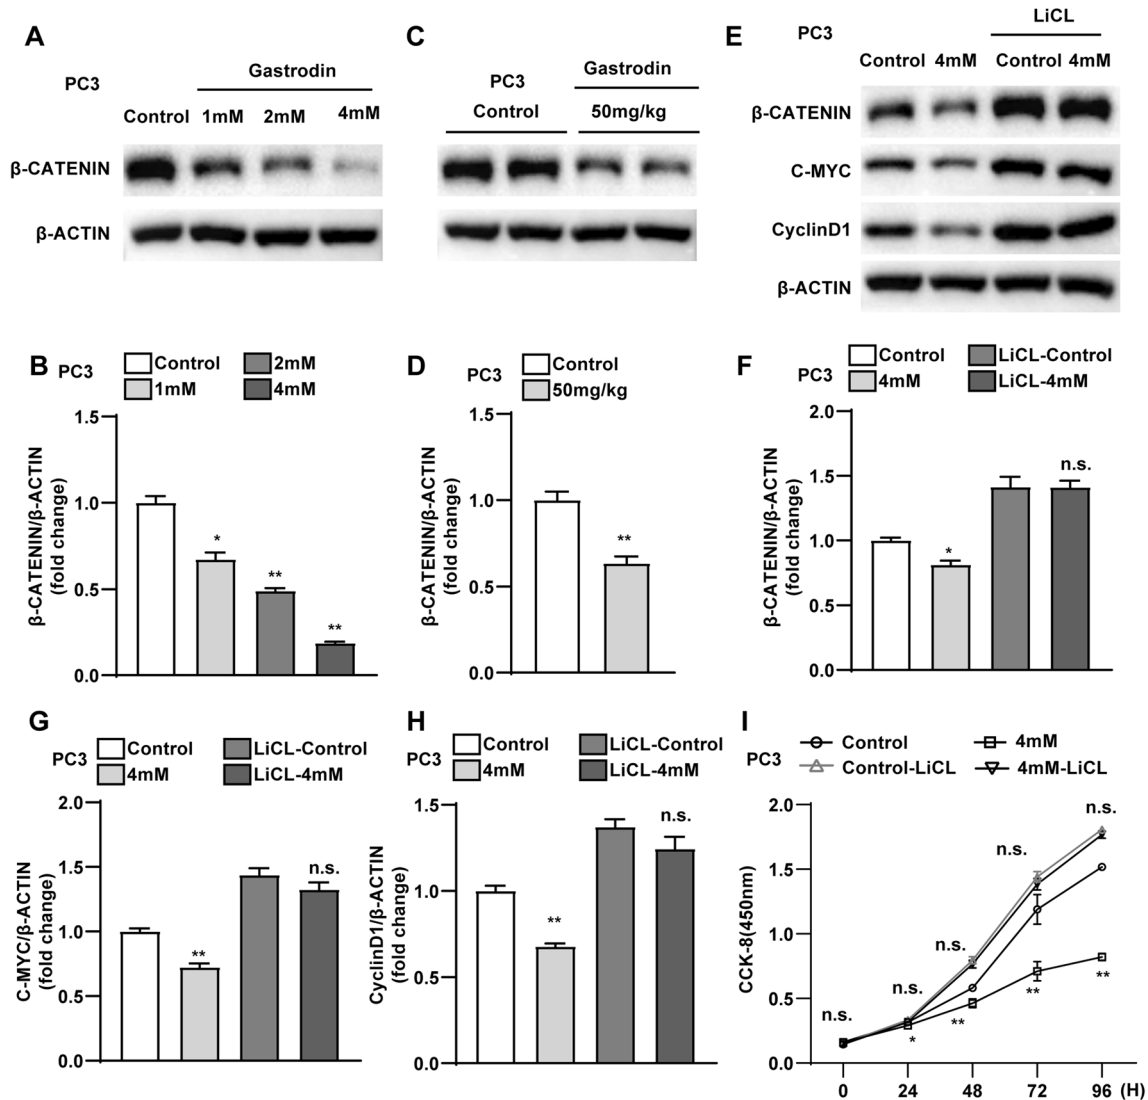 A
PC3
Gastrodin
Control 1mM 2mM 4mM
β-CATENIN
β-ACTIN
C
PC3
Control
Gastrodin
50mg/kg
E
PC3
LiCL
Control 4mM Control 4mM
β-CATENIN
C-MYC
CyclinD1
β-ACTIN
B
PC3
Control 2mM
1mM 4mM
β-CATENIN/β-ACTIN
(fold change)
1.5
1.0
0.5
0.0
*
**
**
D
PC3
Control
50mg/kg
β-CATENIN/β-ACTIN
(fold change)
1.5
1.0
0.5
0.0
**
F
PC3
Control LiCL-Control
4mM LiCL-4mM
β-CATENIN/β-ACTIN
(fold change)
2.0
1.5
1.0
0.5
0.0
*
n.s.
G
PC3
Control LiCL-Control
4mM LiCL-4mM
C-MYC/β-ACTIN
(fold change)
2.0
1.5
1.0
0.5
0.0
**
n.s.
H
PC3
Control LiCL-Control
4mM LiCL-4mM
CyclinD1/β-ACTIN
(fold change)
1.5
1.0
0.5
0.0
**
n.s.
I
PC3
Control 4mM
Control-LiCL 4mM-LiCL
CCK-8(450nm)
2.0
1.5
1.0
0.5
0.0
n.s.
n.s.
n.s.
n.s.
n.s.
*
**
**
**
0 24 48 72 96 (H)